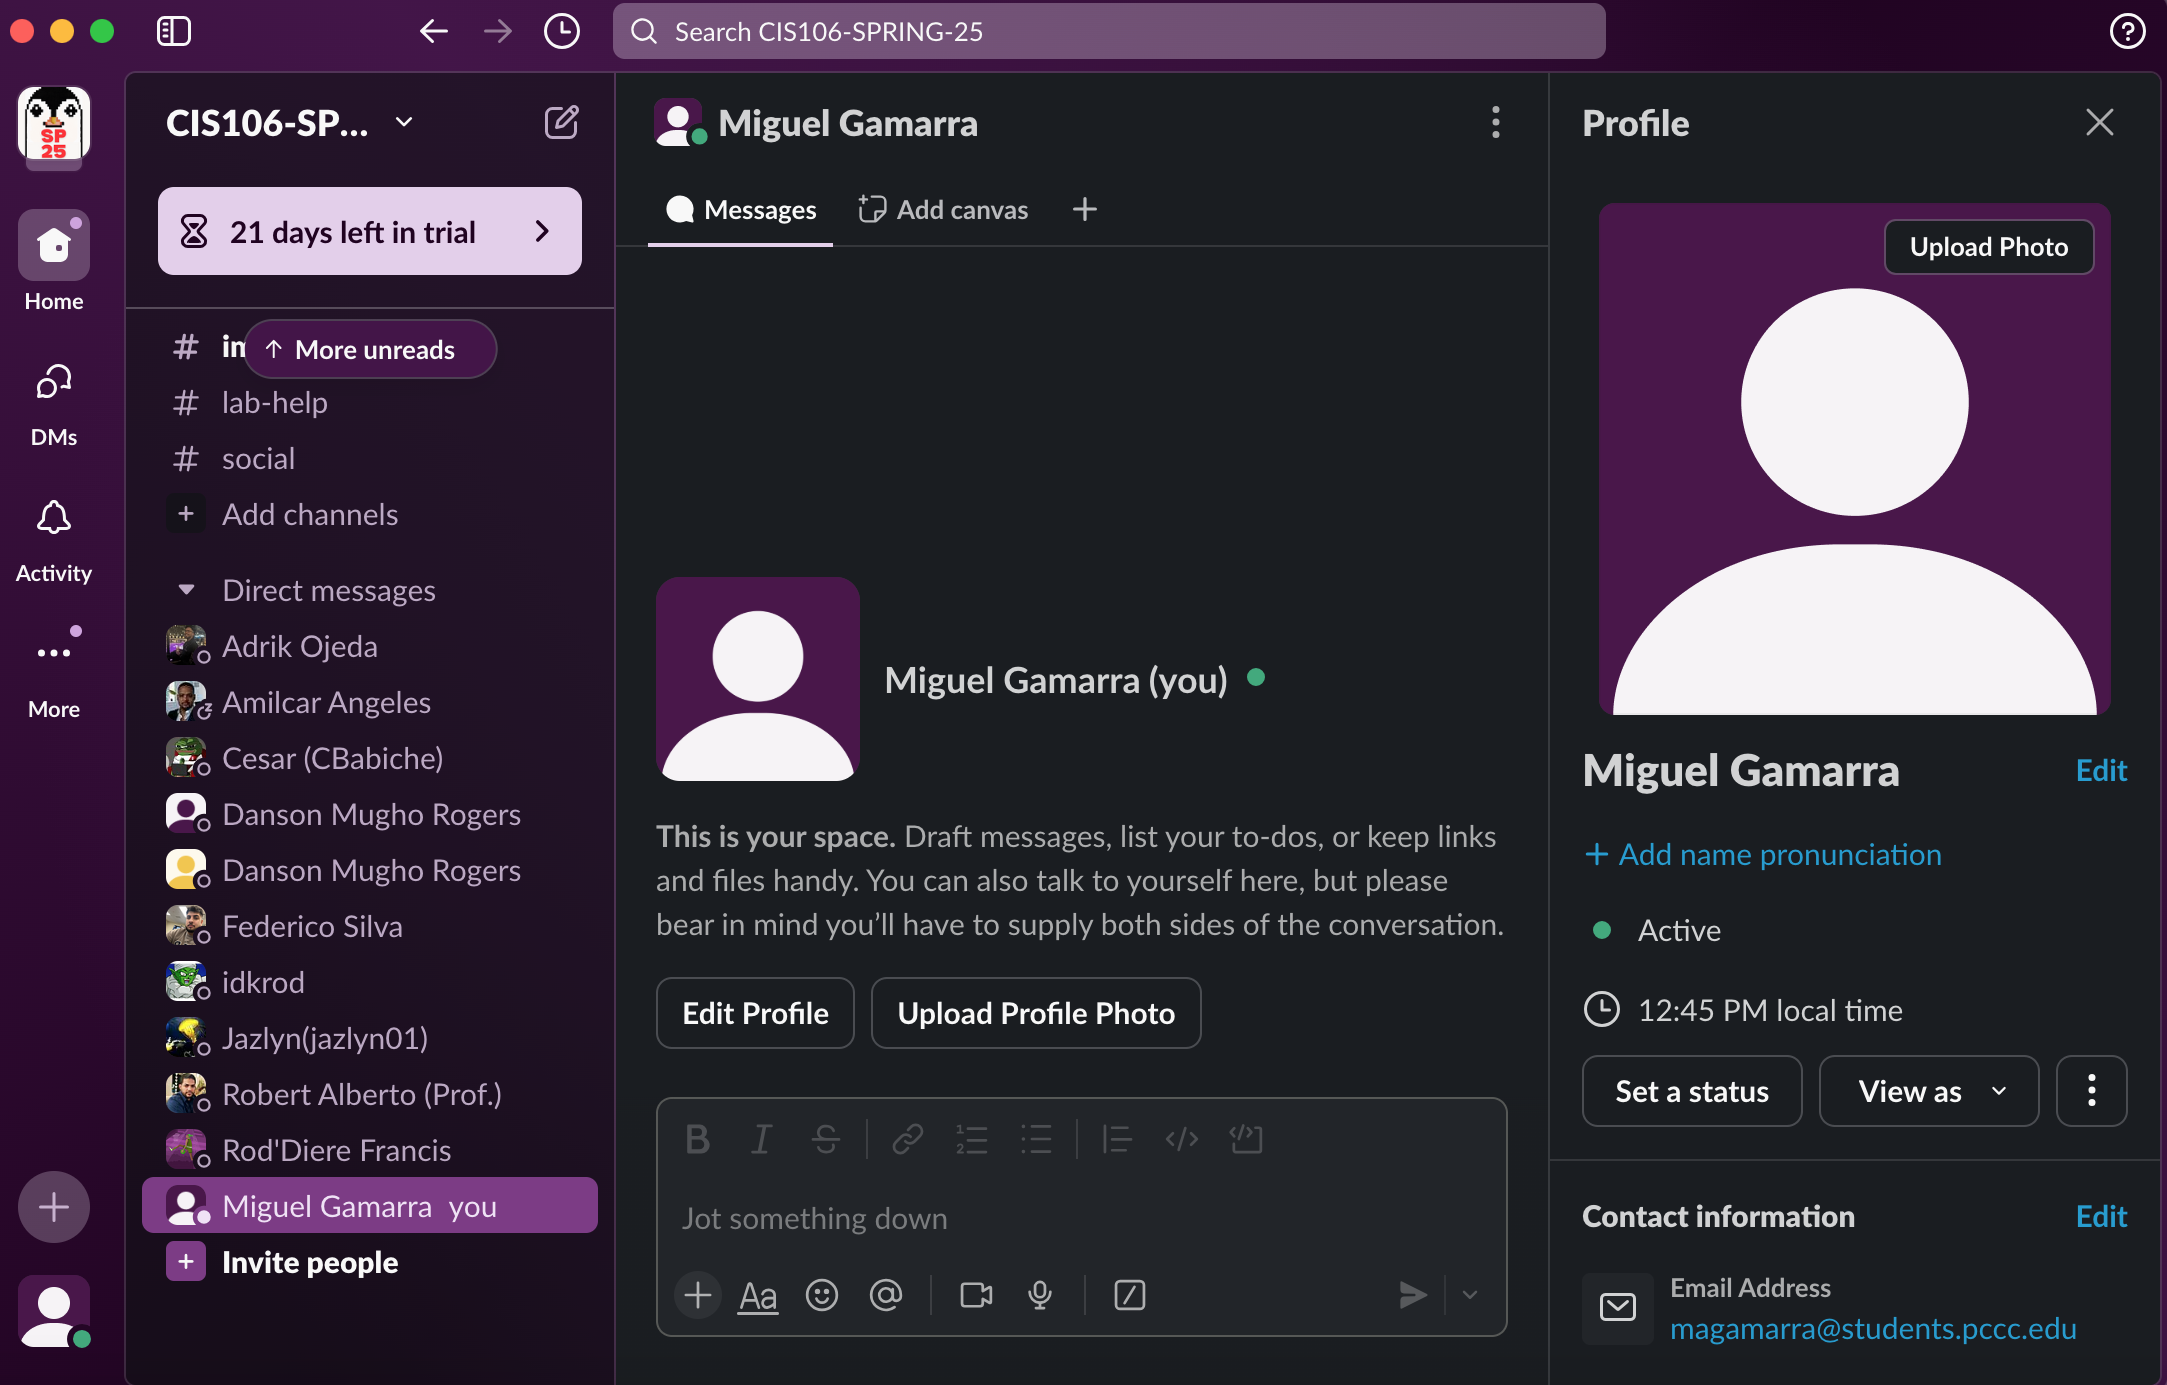 Search CIS106-SPRING-25
SP
25
Home
DMs
Activity
More
CIS106-SP...
21 days left in trial
More unreads
lab-help
social
Add channels
Direct messages
Adrik Ojeda
Amilcar Angeles
Cesar (CBabiche)
Danson Mugho Rogers
Danson Mugho Rogers
Federico Silva
idkrod
Jazlyn(jazlyn01)
Robert Alberto (Prof.)
Rod'Diere Francis
Miguel Gamarra you
Invite people
Miguel Gamarra
Messages
Add canvas
Miguel Gamarra (you)
This is your space. Draft messages, list your to-dos, or keep links
and files handy. You can also talk to yourself here, but please
bear in mind you’ll have to supply both sides of the conversation.
Edit Profile
Upload Profile Photo
Jot something down
Aa
Profile
Upload Photo
Miguel Gamarra
Edit
+ Add name pronunciation
Active
12:45 PM local time
Set a status
View as
Contact information
Edit
Email Address
magamarra@students.pccc.edu